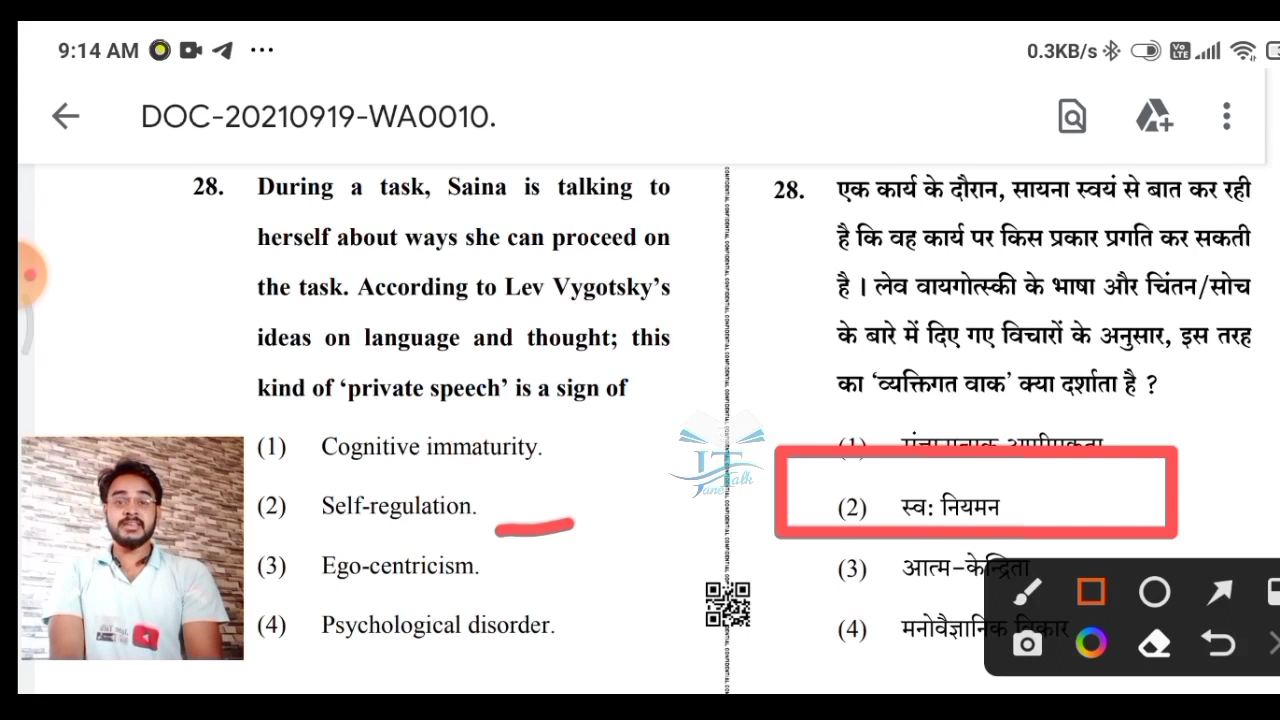 9:14 AM
0.3KB/s
Vo LTE
DOC-20210919-WA0010.
28. During a task, Saina is talking to
herself about ways she can proceed on
the task. According to Lev Vygotsky's
ideas on language and thought; this
kind of 'private speech' is a sign of
(1) Cognitive immaturity.
(2) Self-regulation.
(3) Ego-centricism.
(4) Psychological disorder.
28. एक कार्य के दौरान, सायना स्वयं से बात कर रही
है कि वह कार्य पर किस प्रकार प्रगति कर सकती
है । लेव वायगोत्स्की के भाषा और चिंतन/सोच
के बारे में दिए गए विचारों के अनुसार, इस तरह
का 'व्यक्तिगत वाक' क्या दर्शाता है ?
(1)
(2) स्व: नियमन
(3) आत्म-केन्द्रिता
(4) मनोवैज्ञानिक विकार